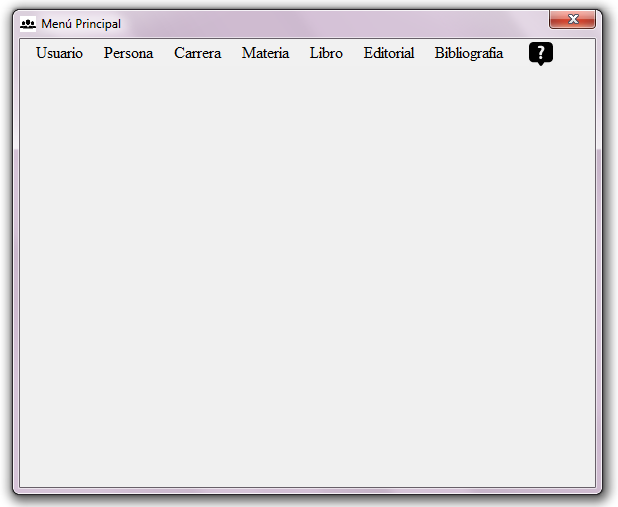 Menú Principal
Usuario Persona Carrera Materia Libro Editorial Bibliografia ?